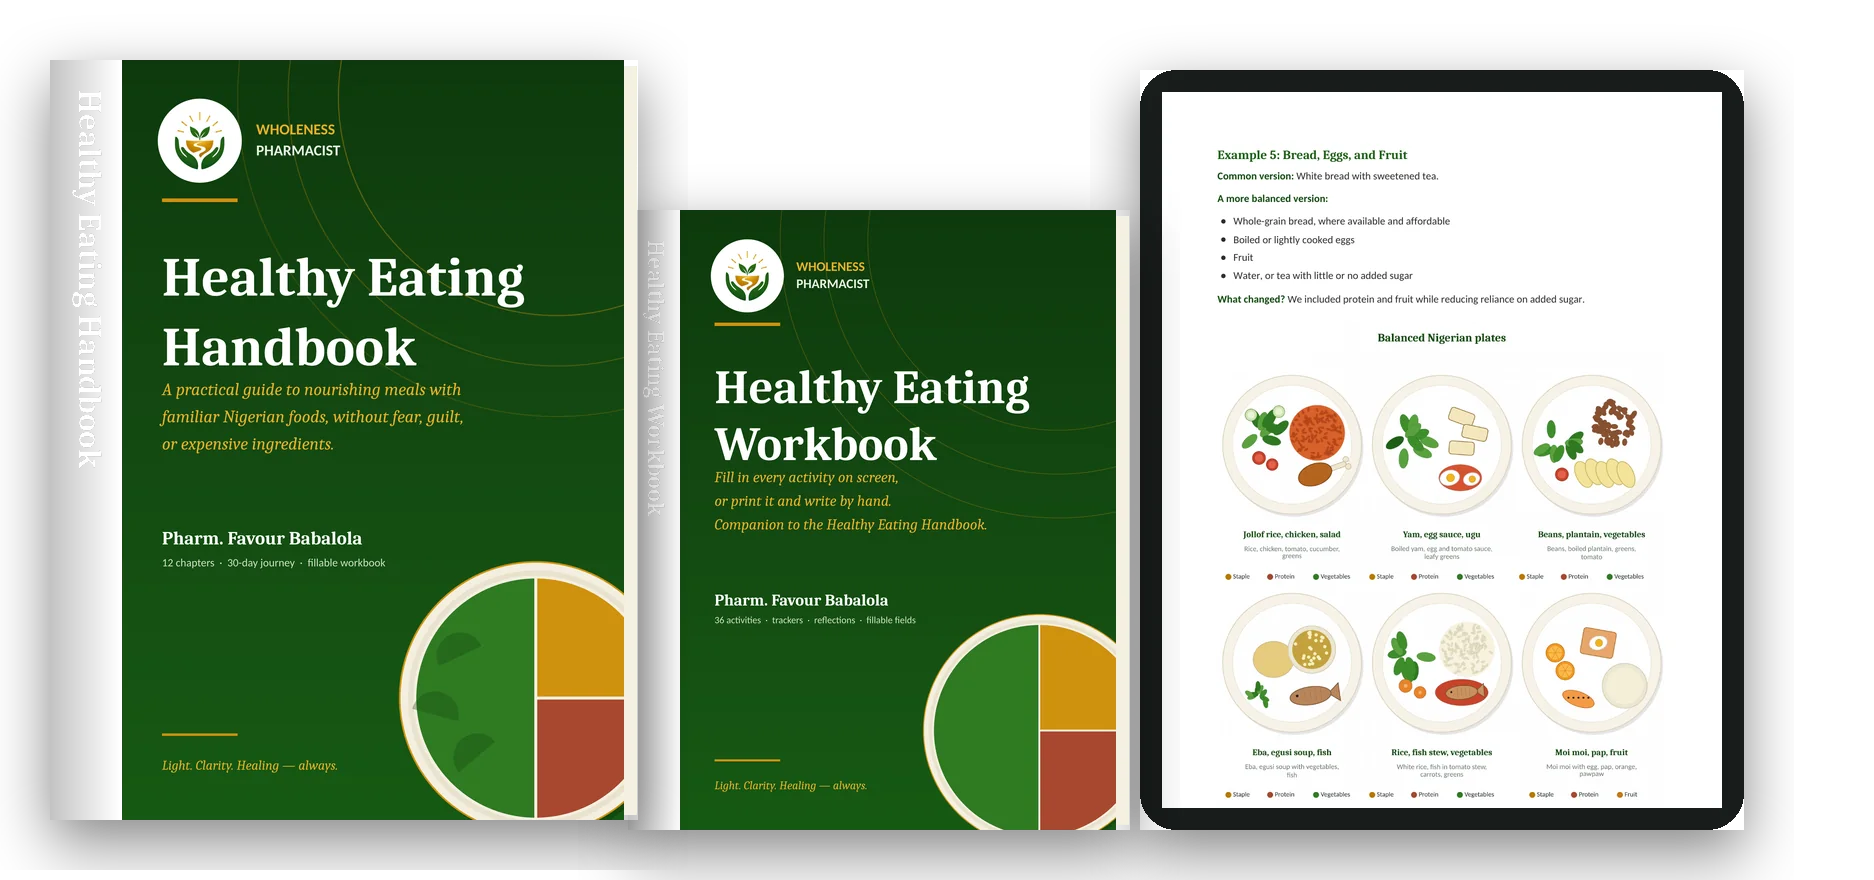 Healthy Eating Handbook
WHOLENESS
PHARMACIST
Healthy Eating
Handbook
A practical guide to nourishing meals with
familiar Nigerian foods, without fear, guilt,
or expensive ingredients.
Pharm. Favour Babalola
12 chapters · 30-day journey · fillable workbook
Light. Clarity. Healing — always.
Healthy Eating Workbook
WHOLENESS
PHARMACIST
Healthy Eating
Workbook
Fill in every activity on screen,
or print it and write by hand.
Companion to the Healthy Eating Handbook.
Pharm. Favour Babalola
36 activities · trackers · reflections · fillable fields
Light. Clarity. Healing — always.
Example 5: Bread, Eggs, and Fruit
Common version: White bread with sweetened tea.
A more balanced version:
• Whole-grain bread, where available and affordable
• Boiled or lightly cooked eggs
• Fruit
• Water, or tea with little or no added sugar
What changed? We included protein and fruit while reducing reliance on added sugar.
Balanced Nigerian plates
Jollof rice, chicken, salad
Rice, chicken, tomato, cucumber,
greens
Staple Protein Vegetables
Yam, egg sauce, ugu
Boiled yam, egg and tomato sauce,
leafy greens
Staple Protein Vegetables
Beans, plantain, vegetables
Beans, boiled plantain, greens,
tomato
Staple Protein Vegetables
Eba, egusi soup, fish
Eba, egusi soup with vegetables,
fish
Staple Protein Vegetables
Rice, fish stew, vegetables
White rice, fish in tomato stew,
carrots, greens
Staple Protein Vegetables
Moi moi, pap, fruit
Moi moi with egg, pap, orange,
pawpaw
Staple Protein Fruit